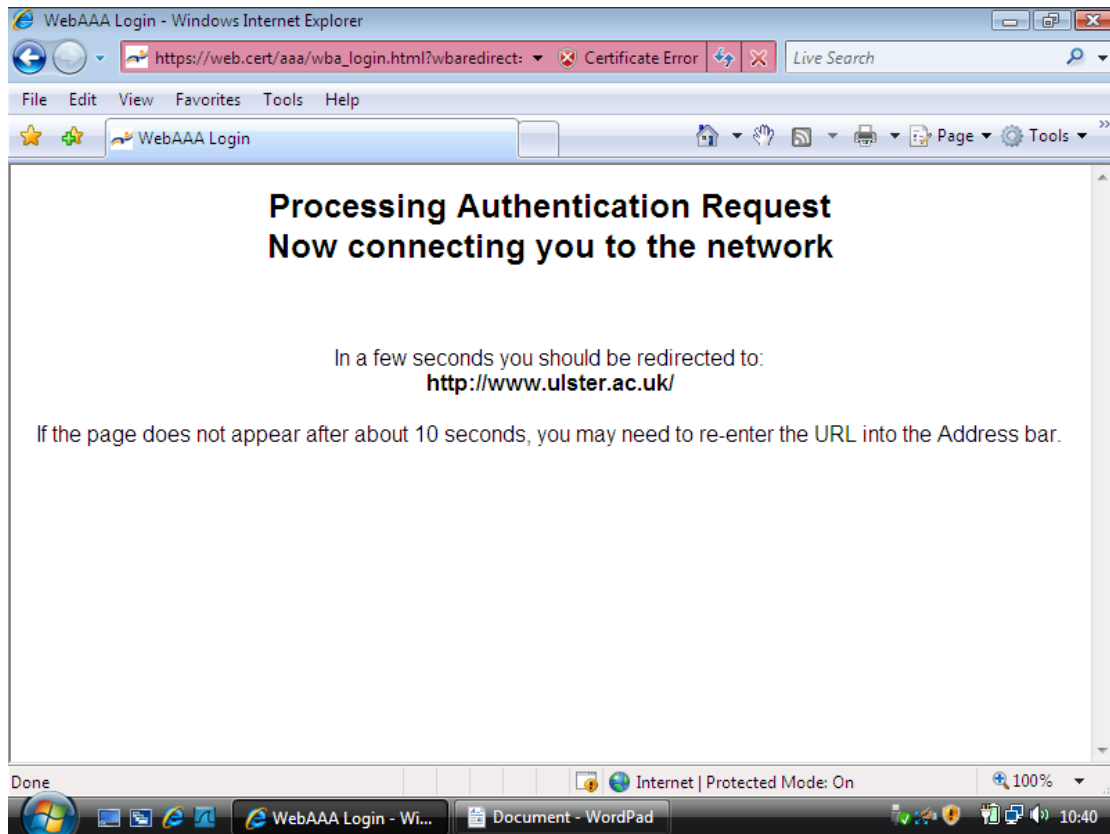 WebAAA Login - Windows Internet Explorer
https://web.cert/aaa/wba_login.html?wbaredirect: Certificate Error Live Search
File Edit View Favorites Tools Help
WebAAA Login Page Tools »
Processing Authentication Request
Now connecting you to the network
In a few seconds you should be redirected to:
http://www.ulster.ac.uk/
If the page does not appear after about 10 seconds, you may need to re-enter the URL into the Address bar.
Done Internet | Protected Mode: On 100%
WebAAA Login - Wi... Document - WordPad 10:40